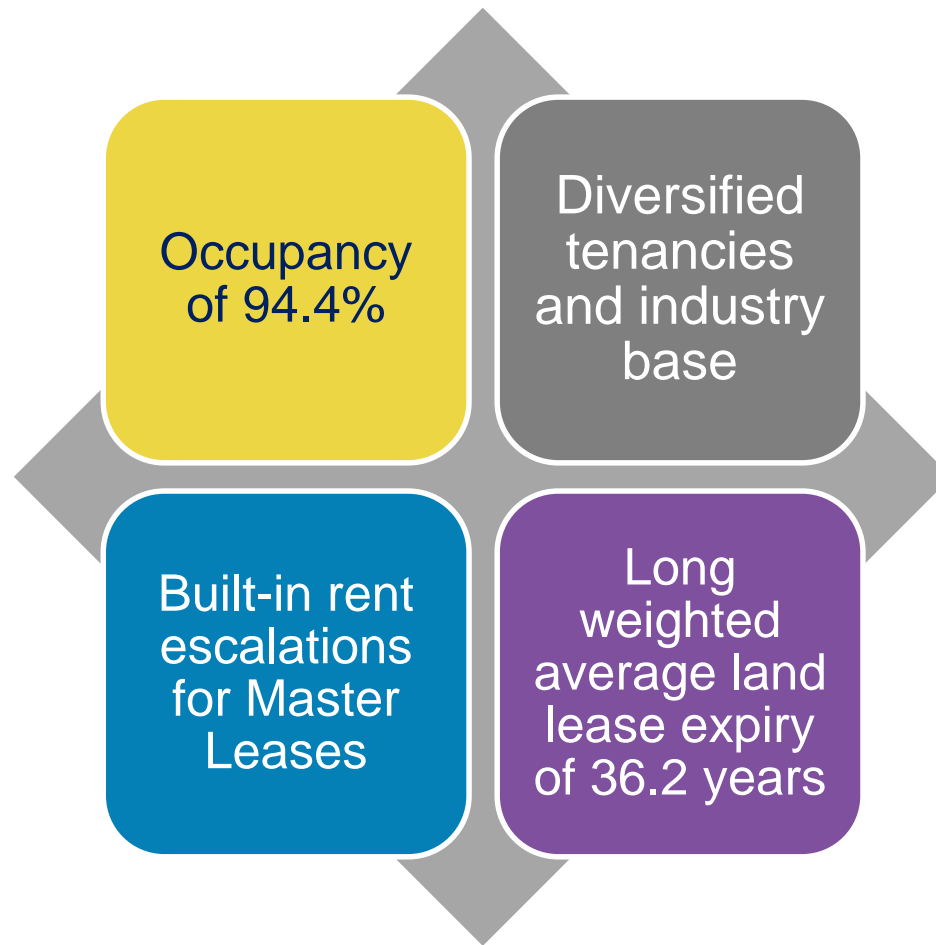 Occupancy
of 94.4%
Diversified
tenancies
and industry
base
Built-in rent
escalations
for Master
Leases
Long
weighted
average land
lease expiry
of 36.2 years